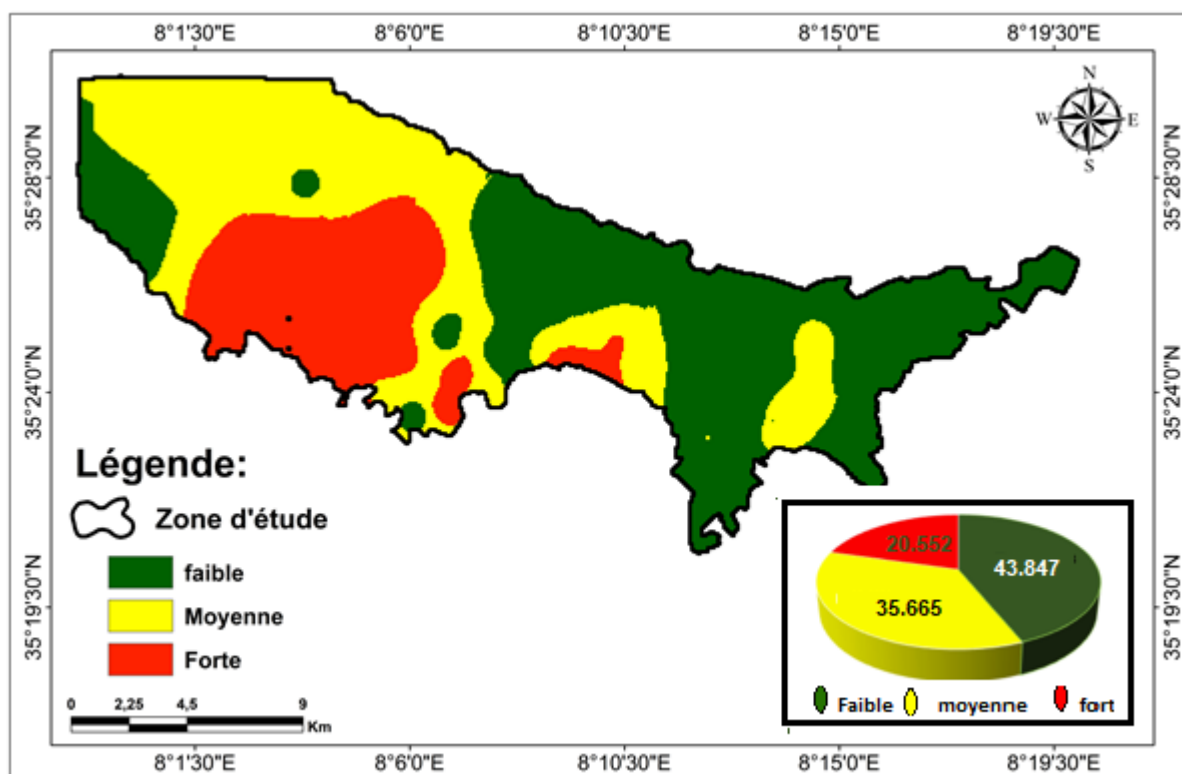 8°1'30"E 8°6'0"E 8°10'30"E 8°15'0"E 8°19'30"E
N
W E
S
35°28'30"N 35°28'30"N
35°24'0"N 35°24'0"N
35°19'30"N 35°19'30"N
Légende:
Zone d'étude
faible
Moyenne
Forte
0 2,25 4,5 9
Km
20.552
43.847
35.665
Faible moyenne fort
8°1'30"E 8°6'0"E 8°10'30"E 8°15'0"E 8°19'30"E